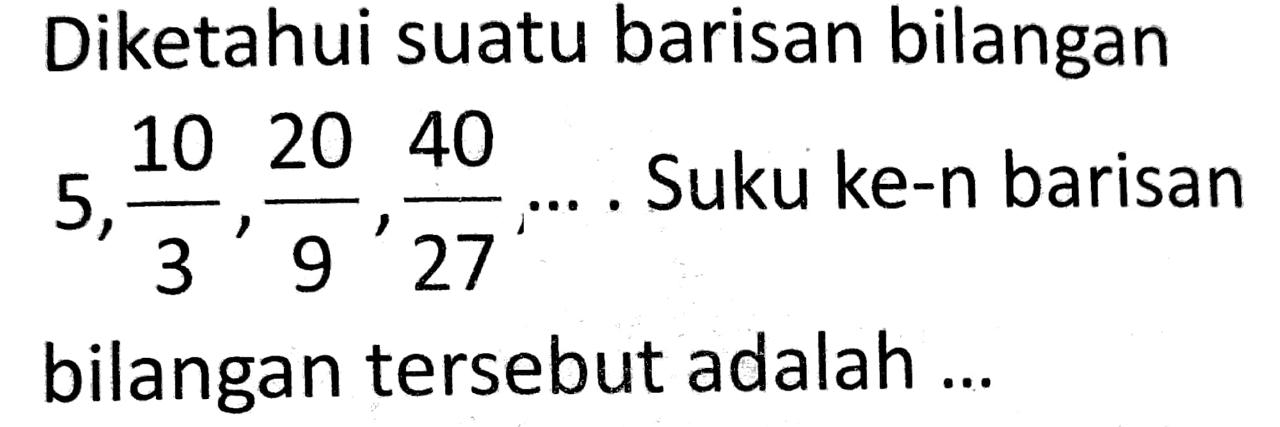 Diketahui suatu barisan bilangan
5, 10/3, 20/9, 40/27, ... . Suku ke-n barisan
bilangan tersebut adalah ...